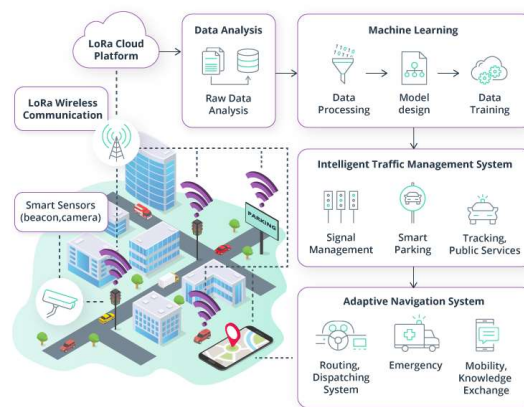 LoRa Cloud
Platform
Data Analysis
Raw Data
Analysis
Machine Learning
11010
10111
Data
Processing
Model
design
Data
Training
LoRa Wireless
Communication
Smart Sensors
(beacon,camera)
PARKING
Intelligent Traffic Management System
Signal
Management
Smart
Parking
Tracking,
Public Services
Adaptive Navigation System
Routing,
Dispatching
System
Emergency
Mobility,
Knowledge
Exchange